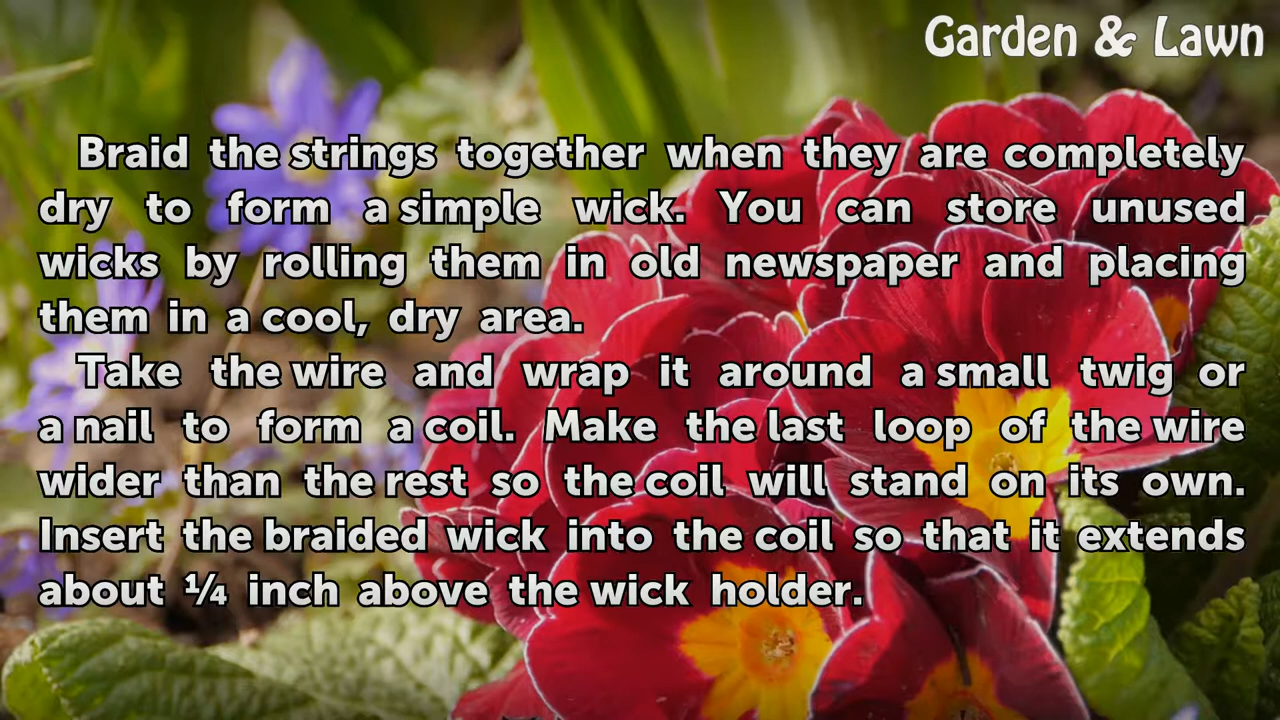 Garden & Lawn
Braid the strings together when they are completely
dry to form a simple wick. You can store unused
wicks by rolling them in old newspaper and placing
them in a cool, dry area.
Take the wire and wrap it around a small twig or
a nail to form a coil. Make the last loop of the wire
wider than the rest so the coil will stand on its own.
Insert the braided wick into the coil so that it extends
about ¼ inch above the wick holder.